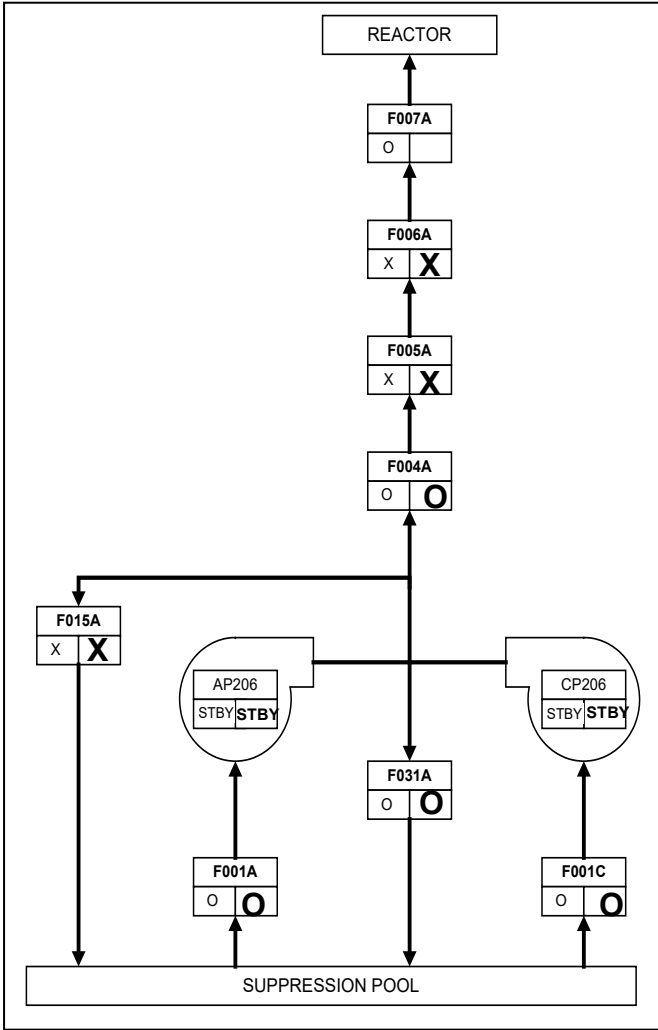 REACTOR
F007A
O
F006A
X X
F005A
X X
F004A
O O
F015A
X X
AP206
STBY STBY
CP206
STBY STBY
F031A
O O
F001A
O O
F001C
O O
SUPPRESSION POOL